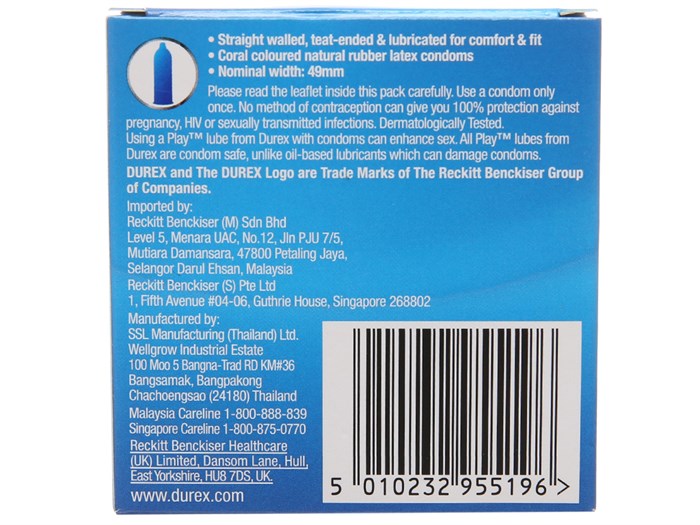 • Straight walled, teat-ended & lubricated for comfort & fit
• Coral coloured natural rubber latex condoms
• Nominal width: 49mm
Please read the leaflet inside this pack carefully. Use a condom only
once. No method of contraception can give you 100% protection against
pregnancy, HIV or sexually transmitted infections. Dermatologically Tested.
Using a Play™ lube from Durex with condoms can enhance sex. All Play™ lubes from
Durex are condom safe, unlike oil-based lubricants which can damage condoms.
DUREX and The DUREX Logo are Trade Marks of The Reckitt Benckiser Group
of Companies.
Imported by:
Reckitt Benckiser (M) Sdn Bhd
Level 5, Menara UAC, No.12, Jln PJU 7/5,
Mutiara Damansara, 47800 Petaling Jaya,
Selangor Darul Ehsan, Malaysia
Reckitt Benckiser (S) Pte Ltd
1, Fifth Avenue #04-06, Guthrie House, Singapore 268802
Manufactured by:
SSL Manufacturing (Thailand) Ltd.
Wellgrow Industrial Estate
100 Moo 5 Bangna-Trad RD KM#36
Bangsamak, Bangpakong
Chachoengsao (24180) Thailand
Malaysia Careline 1-800-888-839
Singapore Careline 1-800-875-0770
Reckitt Benckiser Healthcare
(UK) Limited, Dansom Lane, Hull,
East Yorkshire, HU8 7DS, UK.
www.durex.com
5 010232 955196 >